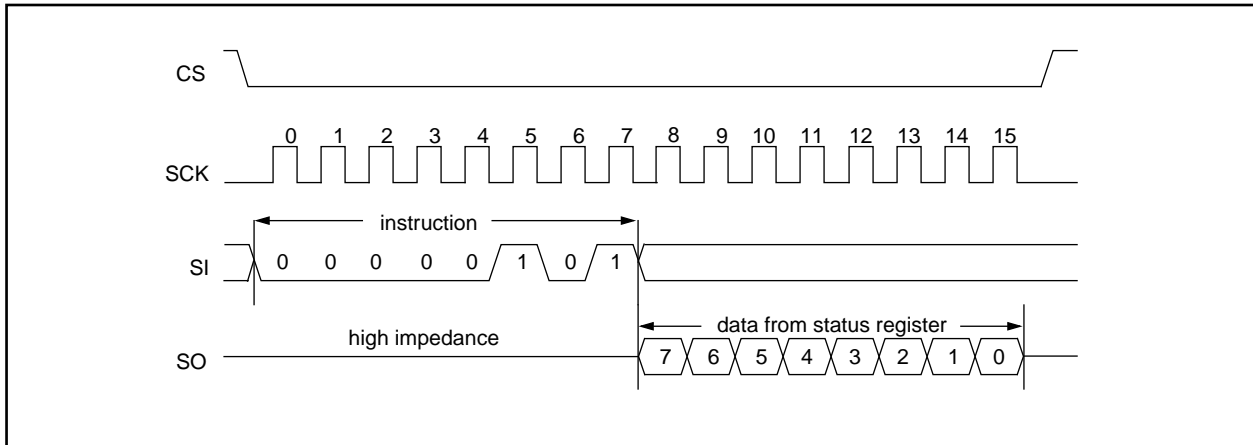 CS
0 1 2 3 4 5 6 7 8 9 10 11 12 13 14 15
SCK
instruction
SI 0 0 0 0 0 1 0 1
high impedance
data from status register
SO 7 6 5 4 3 2 1 0